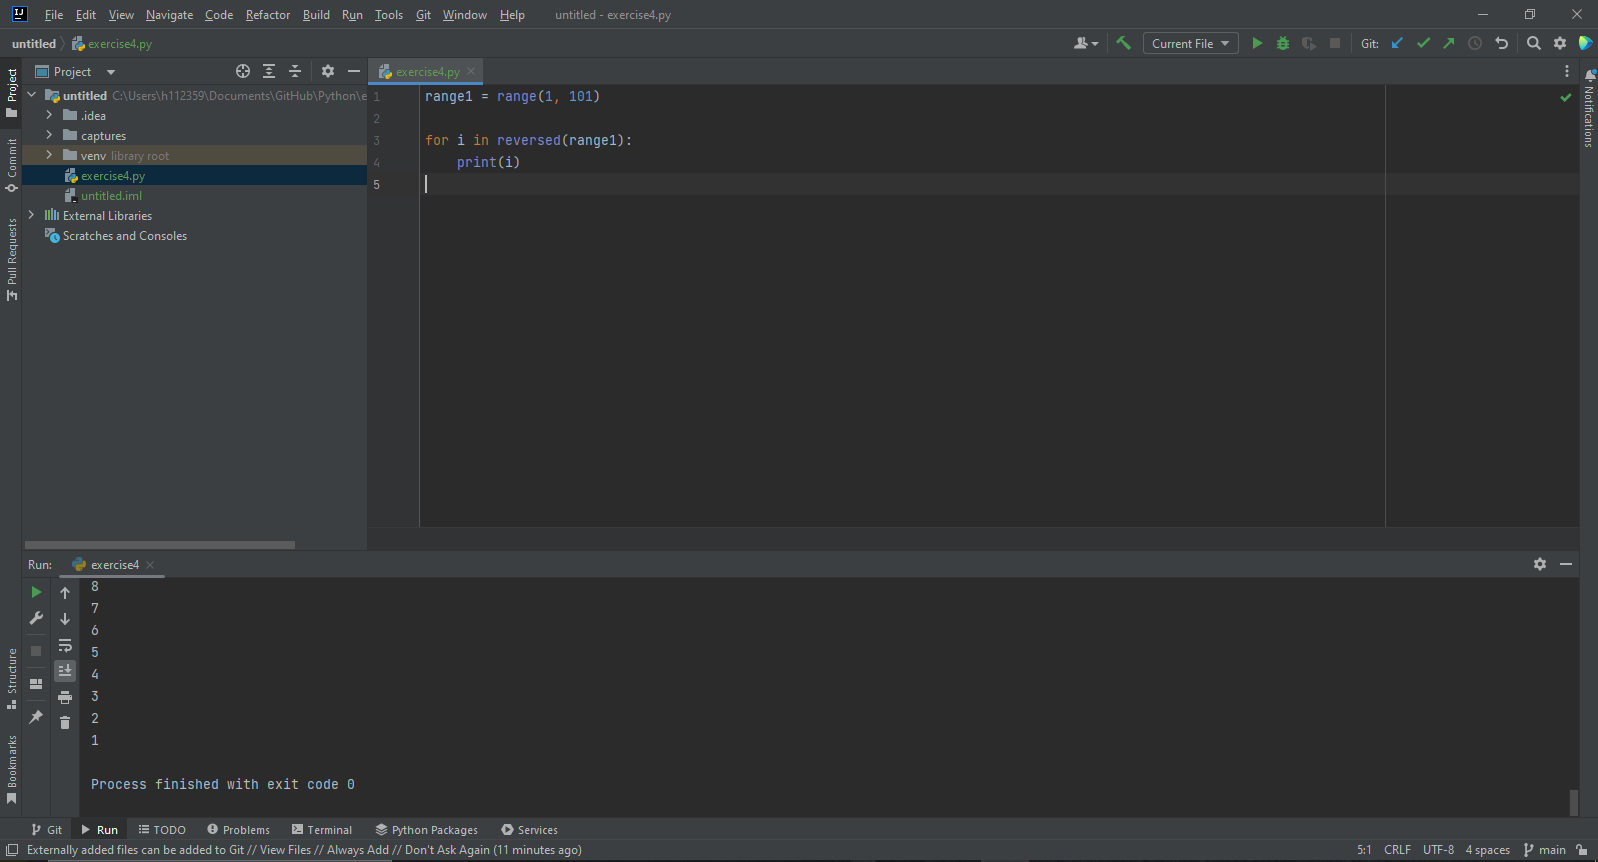 IJ File Edit View Navigate Code Refactor Build Run Tools Git Window Help untitled - exercise4.py
untitled exercise4.py Current File Git:
Project
Project
Commit
Pull Requests
Structure
Bookmarks
untitled C:\Users\h112359\Documents\GitHub\Python\e
.idea
captures
venv library root
exercise4.py
untitled.iml
External Libraries
Scratches and Consoles
exercise4.py
1 range1 = range(1, 101)
2
3 for i in reversed(range1):
4 print(i)
5
Notifications
Run: exercise4
8
7
6
5
4
3
2
1
Process finished with exit code 0
Git Run TODO Problems Terminal Python Packages Services
Externally added files can be added to Git // View Files // Always Add // Don't Ask Again (11 minutes ago) 5:1 CRLF UTF-8 4 spaces main